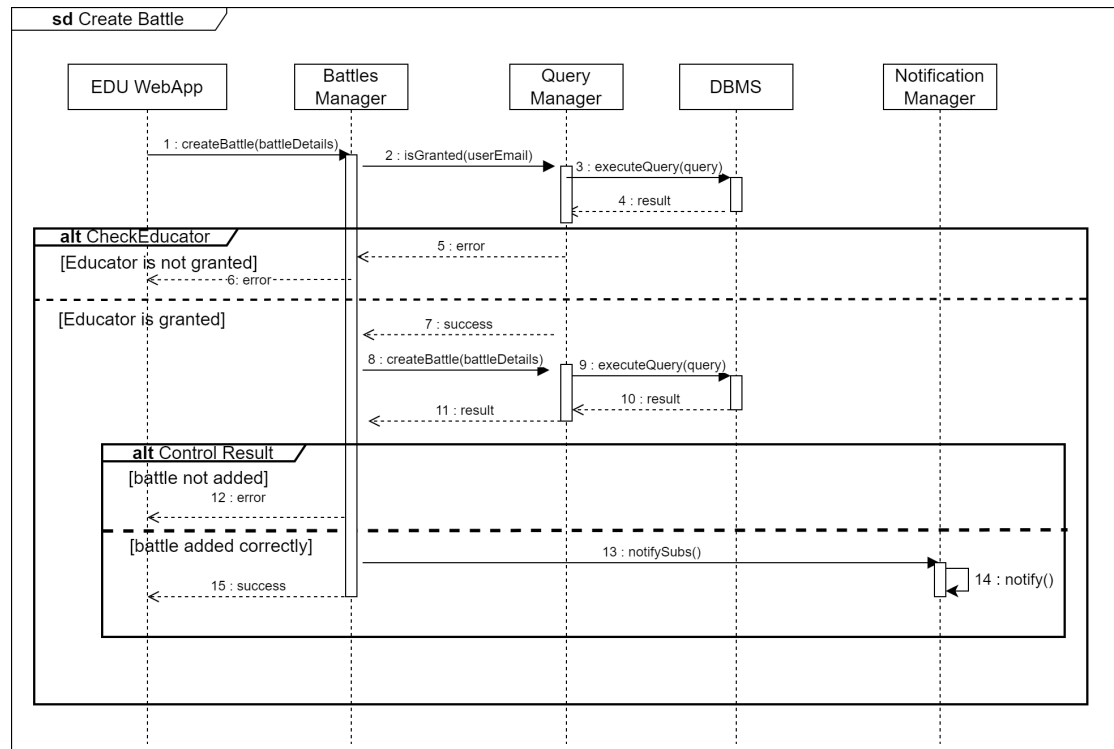 sd Create Battle
EDU WebApp
Battles
Manager
Query
Manager
DBMS
Notification
Manager
1 : createBattle(battleDetails)
2 : isGranted(userEmail)
3 : executeQuery(query)
4 : result
alt CheckEducator
5 : error
[Educator is not granted]
6: error
[Educator is granted]
7 : success
8 : createBattle(battleDetails)
9 : executeQuery(query)
10 : result
11 : result
alt Control Result
[battle not added]
12 : error
[battle added correctly]
13 : notifySubs()
14 : notify()
15 : success